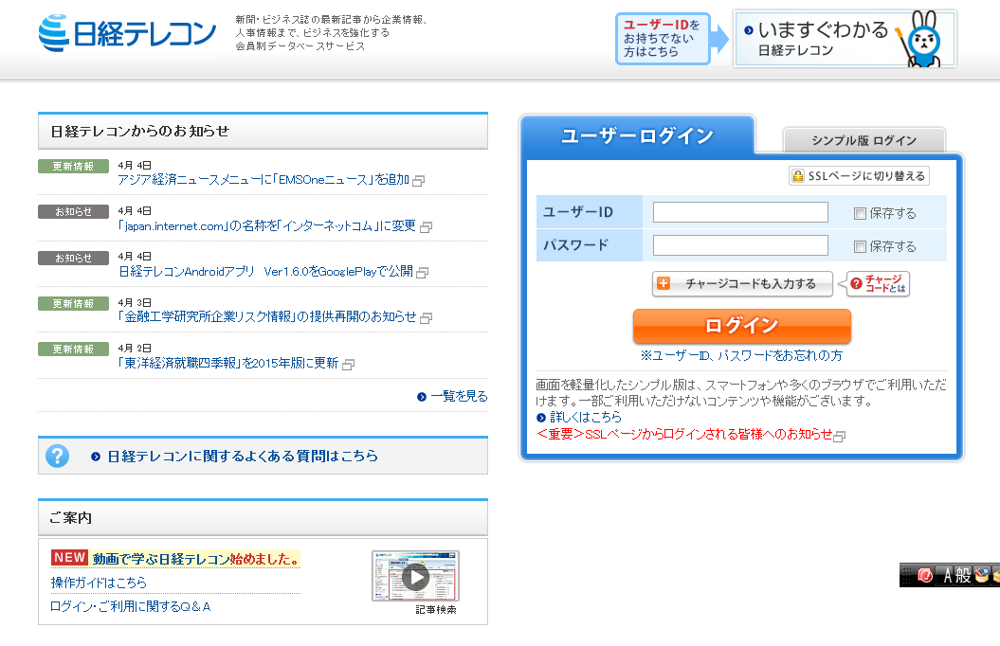 日経テレコン
新聞・ビジネス誌の最新記事から企業情報、
人事情報まで、ビジネスを強化する
会員制データベースサービス
ユーザーIDを
お持ちでない
方はこちら
いますぐわかる
日経テレコン
日経テレコンからのお知らせ
更新情報
4月 4日
アジア経済ニュースメニューに「EMSOneニュース」を追加
お知らせ
4月 4日
「japan.internet.com」の名称を「インターネットコム」に変更
お知らせ
4月 4日
日経テレコンAndroidアプリ Ver1.6.0をGooglePlayで公開
更新情報
4月 3日
「金融工学研究所企業リスク情報」の提供再開のお知らせ
更新情報
4月 2日
「東洋経済就職四季報」を2015年版に更新
一覧を見る
? 日経テレコンに関するよくある質問はこちら
ご案内
NEW 動画で学ぶ日経テレコン始めました。
操作ガイドはこちら
ログイン・ご利用に関するQ&A
記事検索
ユーザーログイン
シンプル版 ログイン
SSLページに切り替える
ユーザーID
保存する
パスワード
保存する
チャージコードも入力する
? チャージ
コードとは
ログイン
※ユーザーID、パスワードをお忘れの方
画面を軽量化したシンプル版は、スマートフォンや多くのブラウザでご利用いただ
けます。一部ご利用いただけないコンテンツや機能がございます。
詳しくはこちら
<重要>SSLページからログインされる皆様へのお知らせ
A 般